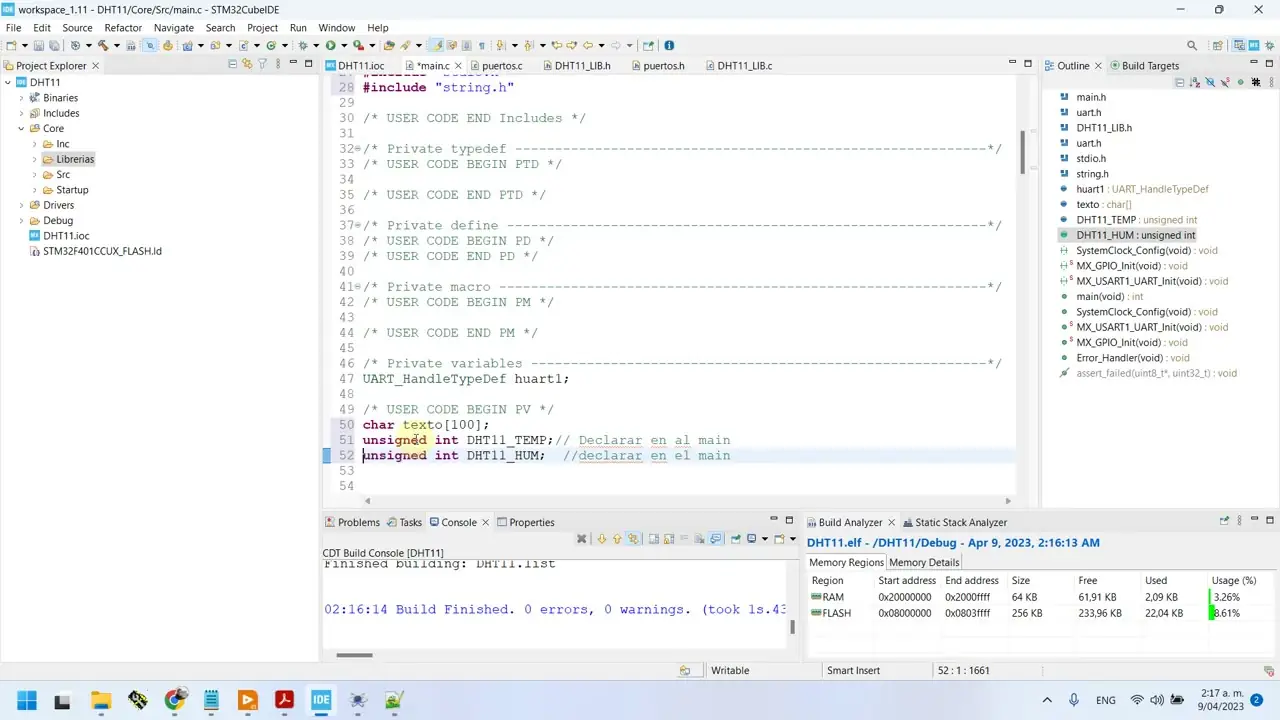 workspace_1.11 - DHT11/Core/Src/main.c - STM32CubeIDE
File Edit Source Refactor Navigate Search Project Run Window Help
Project Explorer
DHT11
Binaries
Includes
Core
Inc
Librerias
Src
Startup
Drivers
Debug
DHT11.ioc
STM32F401CCUX_FLASH.ld
DHT11.ioc *main.c puertos.c DHT11_LIB.h puertos.h DHT11_LIB.c
28 #include "string.h"
29
30 /* USER CODE END Includes */
31
32 /* Private typedef -----------------------------------------------------------*/
33 /* USER CODE BEGIN PTD */
34
35 /* USER CODE END PTD */
36
37 /* Private define ------------------------------------------------------------*/
38 /* USER CODE BEGIN PD */
39 /* USER CODE END PD */
40
41 /* Private macro -------------------------------------------------------------*/
42 /* USER CODE BEGIN PM */
43
44 /* USER CODE END PM */
45
46 /* Private variables ---------------------------------------------------------*/
47 UART_HandleTypeDef huart1;
48
49 /* USER CODE BEGIN PV */
50 char texto[100];
51 unsigned int DHT11_TEMP;// Declarar en al main
52 unsigned int DHT11_HUM;  //declarar en el main
53
54
Outline Build Targets
main.h
uart.h
DHT11_LIB.h
uart.h
stdio.h
string.h
huart1 : UART_HandleTypeDef
texto : char[]
DHT11_TEMP : unsigned int
DHT11_HUM : unsigned int
SystemClock_Config(void) : void
MX_GPIO_Init(void) : void
MX_USART1_UART_Init(void) : void
main(void) : int
SystemClock_Config(void) : void
MX_USART1_UART_Init(void) : void
MX_GPIO_Init(void) : void
Error_Handler(void) : void
assert_failed(uint8_t*, uint32_t) : void
Problems Tasks Console Properties
CDT Build Console [DHT11]
Finished building: DHT11.list
02:16:14 Build Finished. 0 errors, 0 warnings. (took 1s.43
Build Analyzer Static Stack Analyzer
DHT11.elf - /DHT11/Debug - Apr 9, 2023, 2:16:13 AM
Memory Regions Memory Details
Region Start address End address Size Free Used Usage (%)
RAM 0x20000000 0x2000ffff 64 KB 61,91 KB 2,09 KB 3.26%
FLASH 0x08000000 0x0803ffff 256 KB 233,96 KB 22,04 KB 8.61%
Writable Smart Insert 52 : 1 : 1661
IDE
ENG
2:17 a. m.
9/04/2023
2